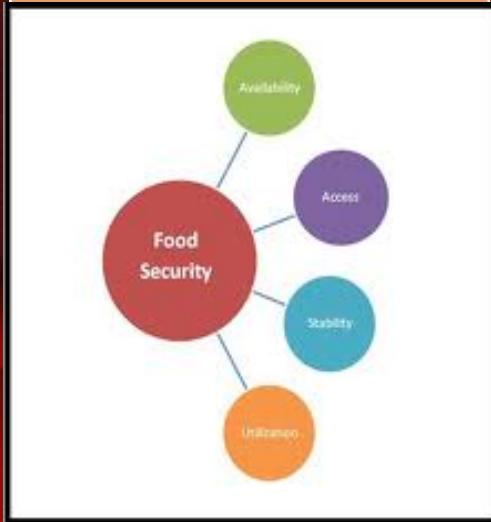 Availability
Access
Food
Security
Stability
Utilization